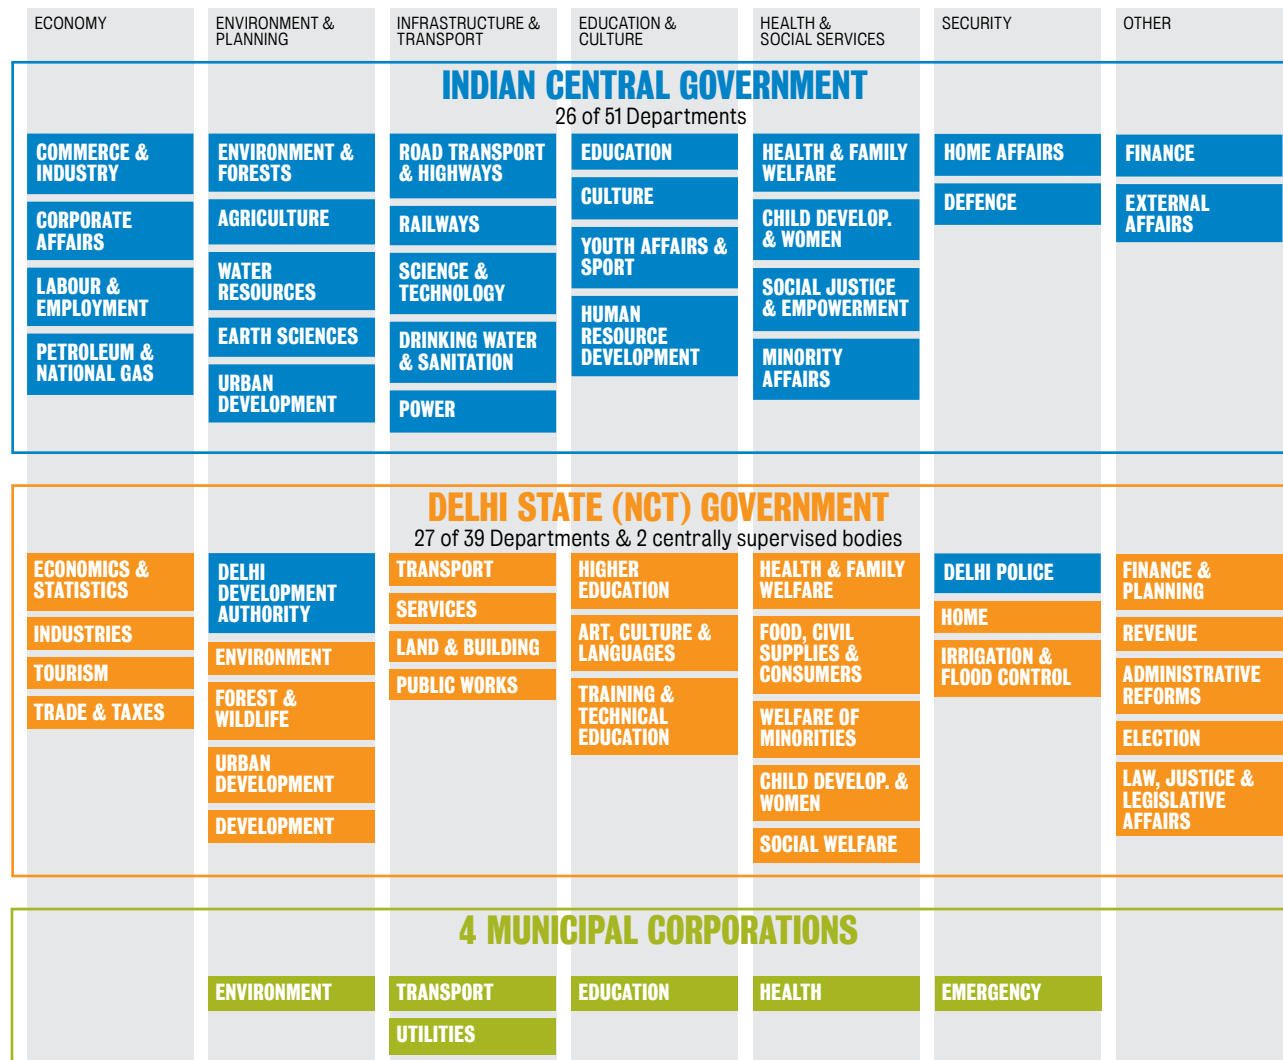 ECONOMY
ENVIRONMENT &
PLANNING
INFRASTRUCTURE &
TRANSPORT
EDUCATION &
CULTURE
HEALTH &
SOCIAL SERVICES
SECURITY
OTHER
INDIAN CENTRAL GOVERNMENT
26 of 51 Departments
COMMERCE &
INDUSTRY
CORPORATE
AFFAIRS
LABOUR &
EMPLOYMENT
PETROLEUM &
NATIONAL GAS
ENVIRONMENT &
FORESTS
AGRICULTURE
WATER
RESOURCES
EARTH SCIENCES
URBAN
DEVELOPMENT
ROAD TRANSPORT
& HIGHWAYS
RAILWAYS
SCIENCE &
TECHNOLOGY
DRINKING WATER
& SANITATION
POWER
EDUCATION
CULTURE
YOUTH AFFAIRS &
SPORT
HUMAN
RESOURCE
DEVELOPMENT
HEALTH & FAMILY
WELFARE
CHILD DEVELOP.
& WOMEN
SOCIAL JUSTICE
& EMPOWERMENT
MINORITY
AFFAIRS
HOME AFFAIRS
DEFENCE
FINANCE
EXTERNAL
AFFAIRS
DELHI STATE (NCT) GOVERNMENT
27 of 39 Departments & 2 centrally supervised bodies
ECONOMICS &
STATISTICS
INDUSTRIES
TOURISM
TRADE & TAXES
DELHI
DEVELOPMENT
AUTHORITY
ENVIRONMENT
FOREST &
WILDLIFE
URBAN
DEVELOPMENT
DEVELOPMENT
TRANSPORT
SERVICES
LAND & BUILDING
PUBLIC WORKS
HIGHER
EDUCATION
ART, CULTURE &
LANGUAGES
TRAINING &
TECHNICAL
EDUCATION
HEALTH & FAMILY
WELFARE
FOOD, CIVIL
SUPPLIES &
CONSUMERS
WELFARE OF
MINORITIES
CHILD DEVELOP. &
WOMEN
SOCIAL WELFARE
DELHI POLICE
HOME
IRRIGATION &
FLOOD CONTROL
FINANCE &
PLANNING
REVENUE
ADMINISTRATIVE
REFORMS
ELECTION
LAW, JUSTICE &
LEGISLATIVE
AFFAIRS
4 MUNICIPAL CORPORATIONS
ENVIRONMENT
TRANSPORT
UTILITIES
EDUCATION
HEALTH
EMERGENCY